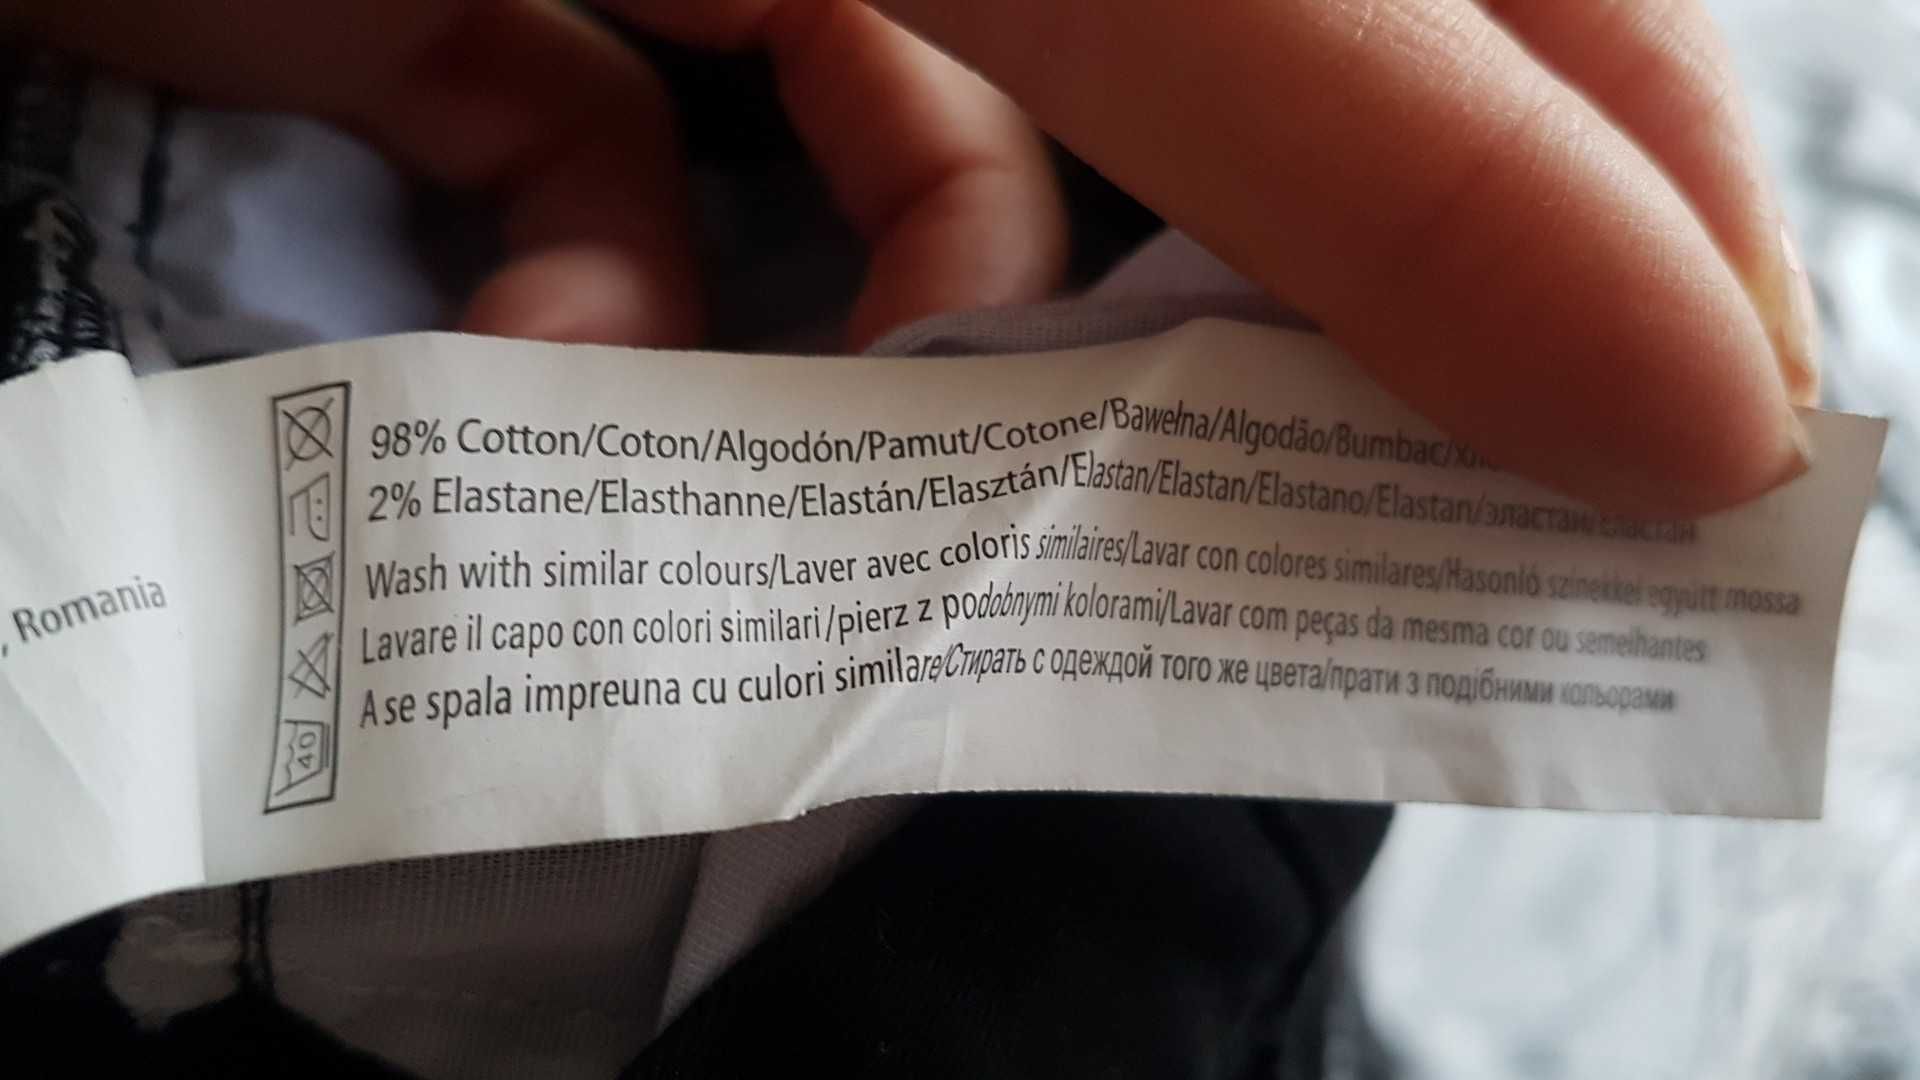 , Romania
98% Cotton/Coton/Algodón/Pamut/Cotone/Bawełna/Algodão/Bumbac/
2% Elastane/Elasthanne/Elastán/Elasztán/Elastan/Elastan/Elastano/Elastan/эластан/еластан
Wash with similar colours/Laver avec coloris similaires/Lavar con colores similares/Hasonló színekkel együtt mossa
Lavare il capo con colori similari/pierz z podobnymi kolorami/Lavar com peças da mesma cor ou semelhantes
A se spala impreuna cu culori similare/Стирать с одеждой того же цвета/прати з подібними кольорами
40